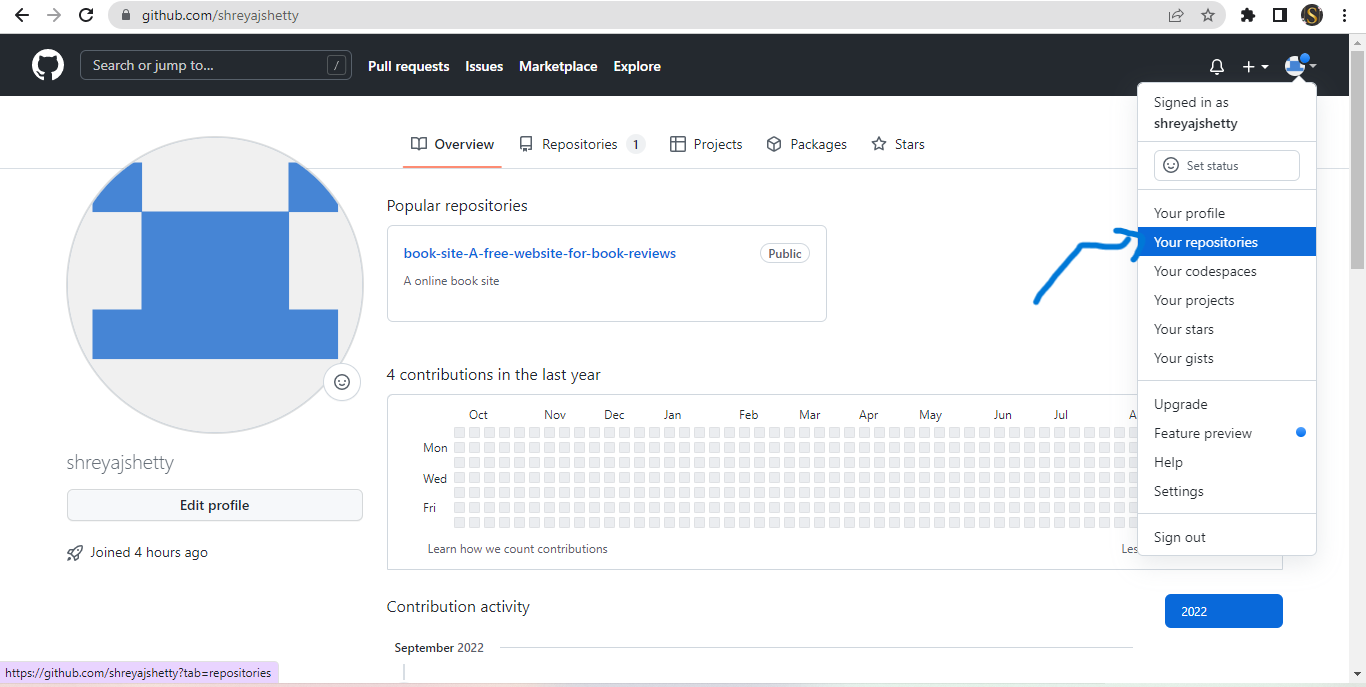 github.com/shreyajshetty
Search or jump to... /
Pull requests Issues Marketplace Explore
Signed in as
shreyajshetty
Set status
Your profile
Your repositories
Your codespaces
Your projects
Your stars
Your gists
Upgrade
Feature preview
Help
Settings
Sign out
Overview Repositories 1 Projects Packages Stars
Popular repositories
book-site-A-free-website-for-book-reviews Public
A online book site
4 contributions in the last year
Oct Nov Dec Jan Feb Mar Apr May Jun Jul A
Mon
Wed
Fri
Learn how we count contributions Les
shreyajshetty
Edit profile
Joined 4 hours ago
Contribution activity
2022
September 2022
https://github.com/shreyajshetty?tab=repositories